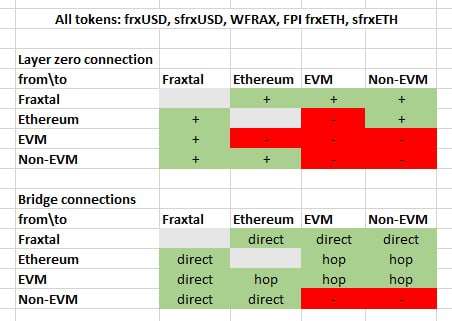 All tokens: frxUSD, sfrxUSD, WFRAX, FPI frxETH, sfrxETH
Layer zero connection
from\to Fraxtal Ethereum EVM Non-EVM
Fraxtal + + +
Ethereum + - +
EVM + - - -
Non-EVM + + - -
Bridge connections
from\to Fraxtal Ethereum EVM Non-EVM
Fraxtal direct direct direct
Ethereum direct hop hop
EVM direct hop hop hop
Non-EVM direct direct - -